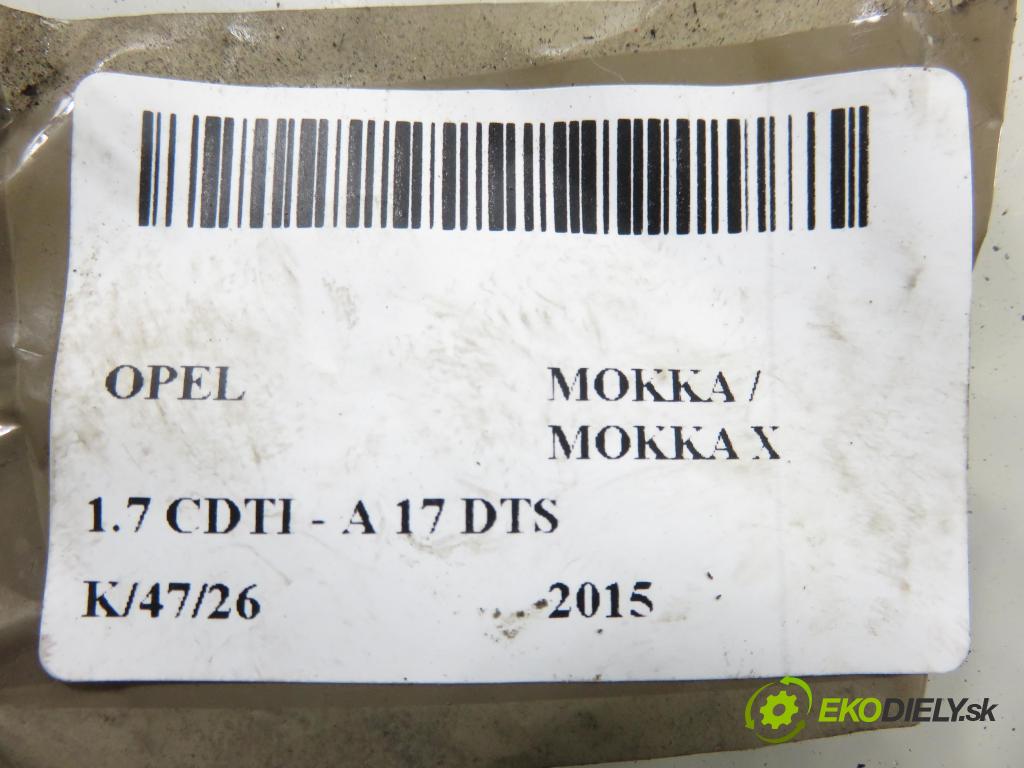 OPEL MOKKA /
MOKKA X
1.7 CDTI - A 17 DTS
K/47/26 2015
EKODIELY.sk